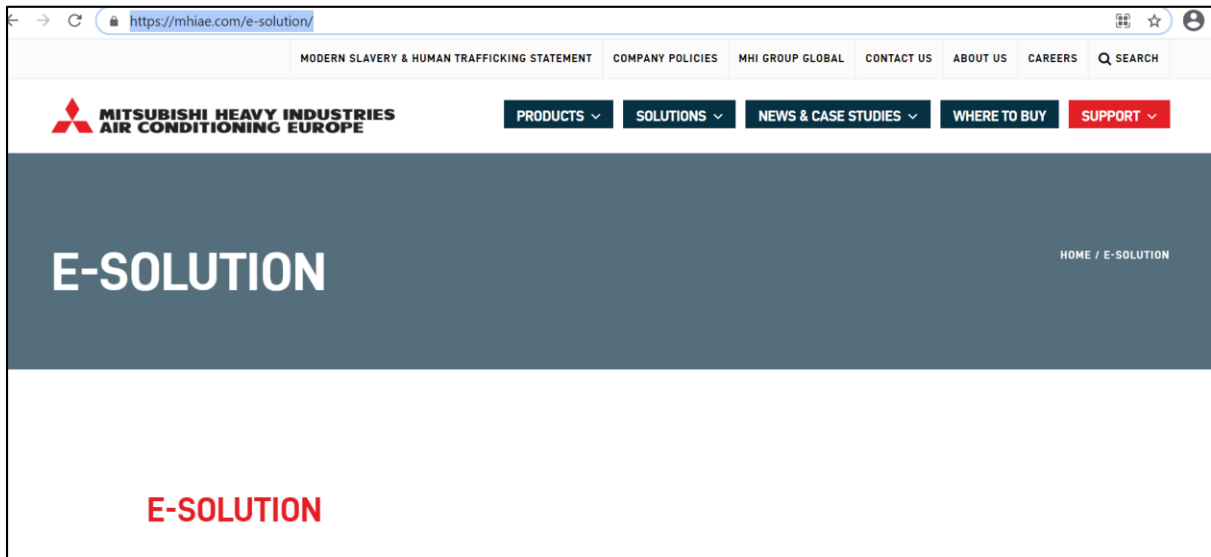 https://mhiae.com/e-solution/
MODERN SLAVERY & HUMAN TRAFFICKING STATEMENT COMPANY POLICIES MHI GROUP GLOBAL CONTACT US ABOUT US CAREERS SEARCH
MITSUBISHI HEAVY INDUSTRIES
AIR CONDITIONING EUROPE
PRODUCTS SOLUTIONS NEWS & CASE STUDIES WHERE TO BUY SUPPORT
E-SOLUTION
HOME / E-SOLUTION
E-SOLUTION